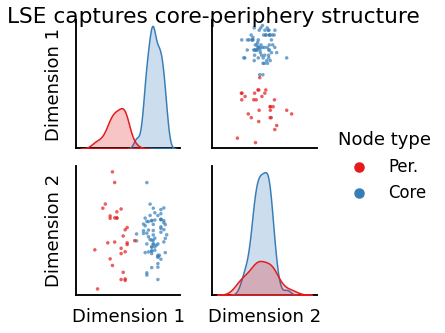 LSE captures core-periphery structure
Dimension 1
Dimension 2
Dimension 1
Dimension 2
Node type
Per.
Core